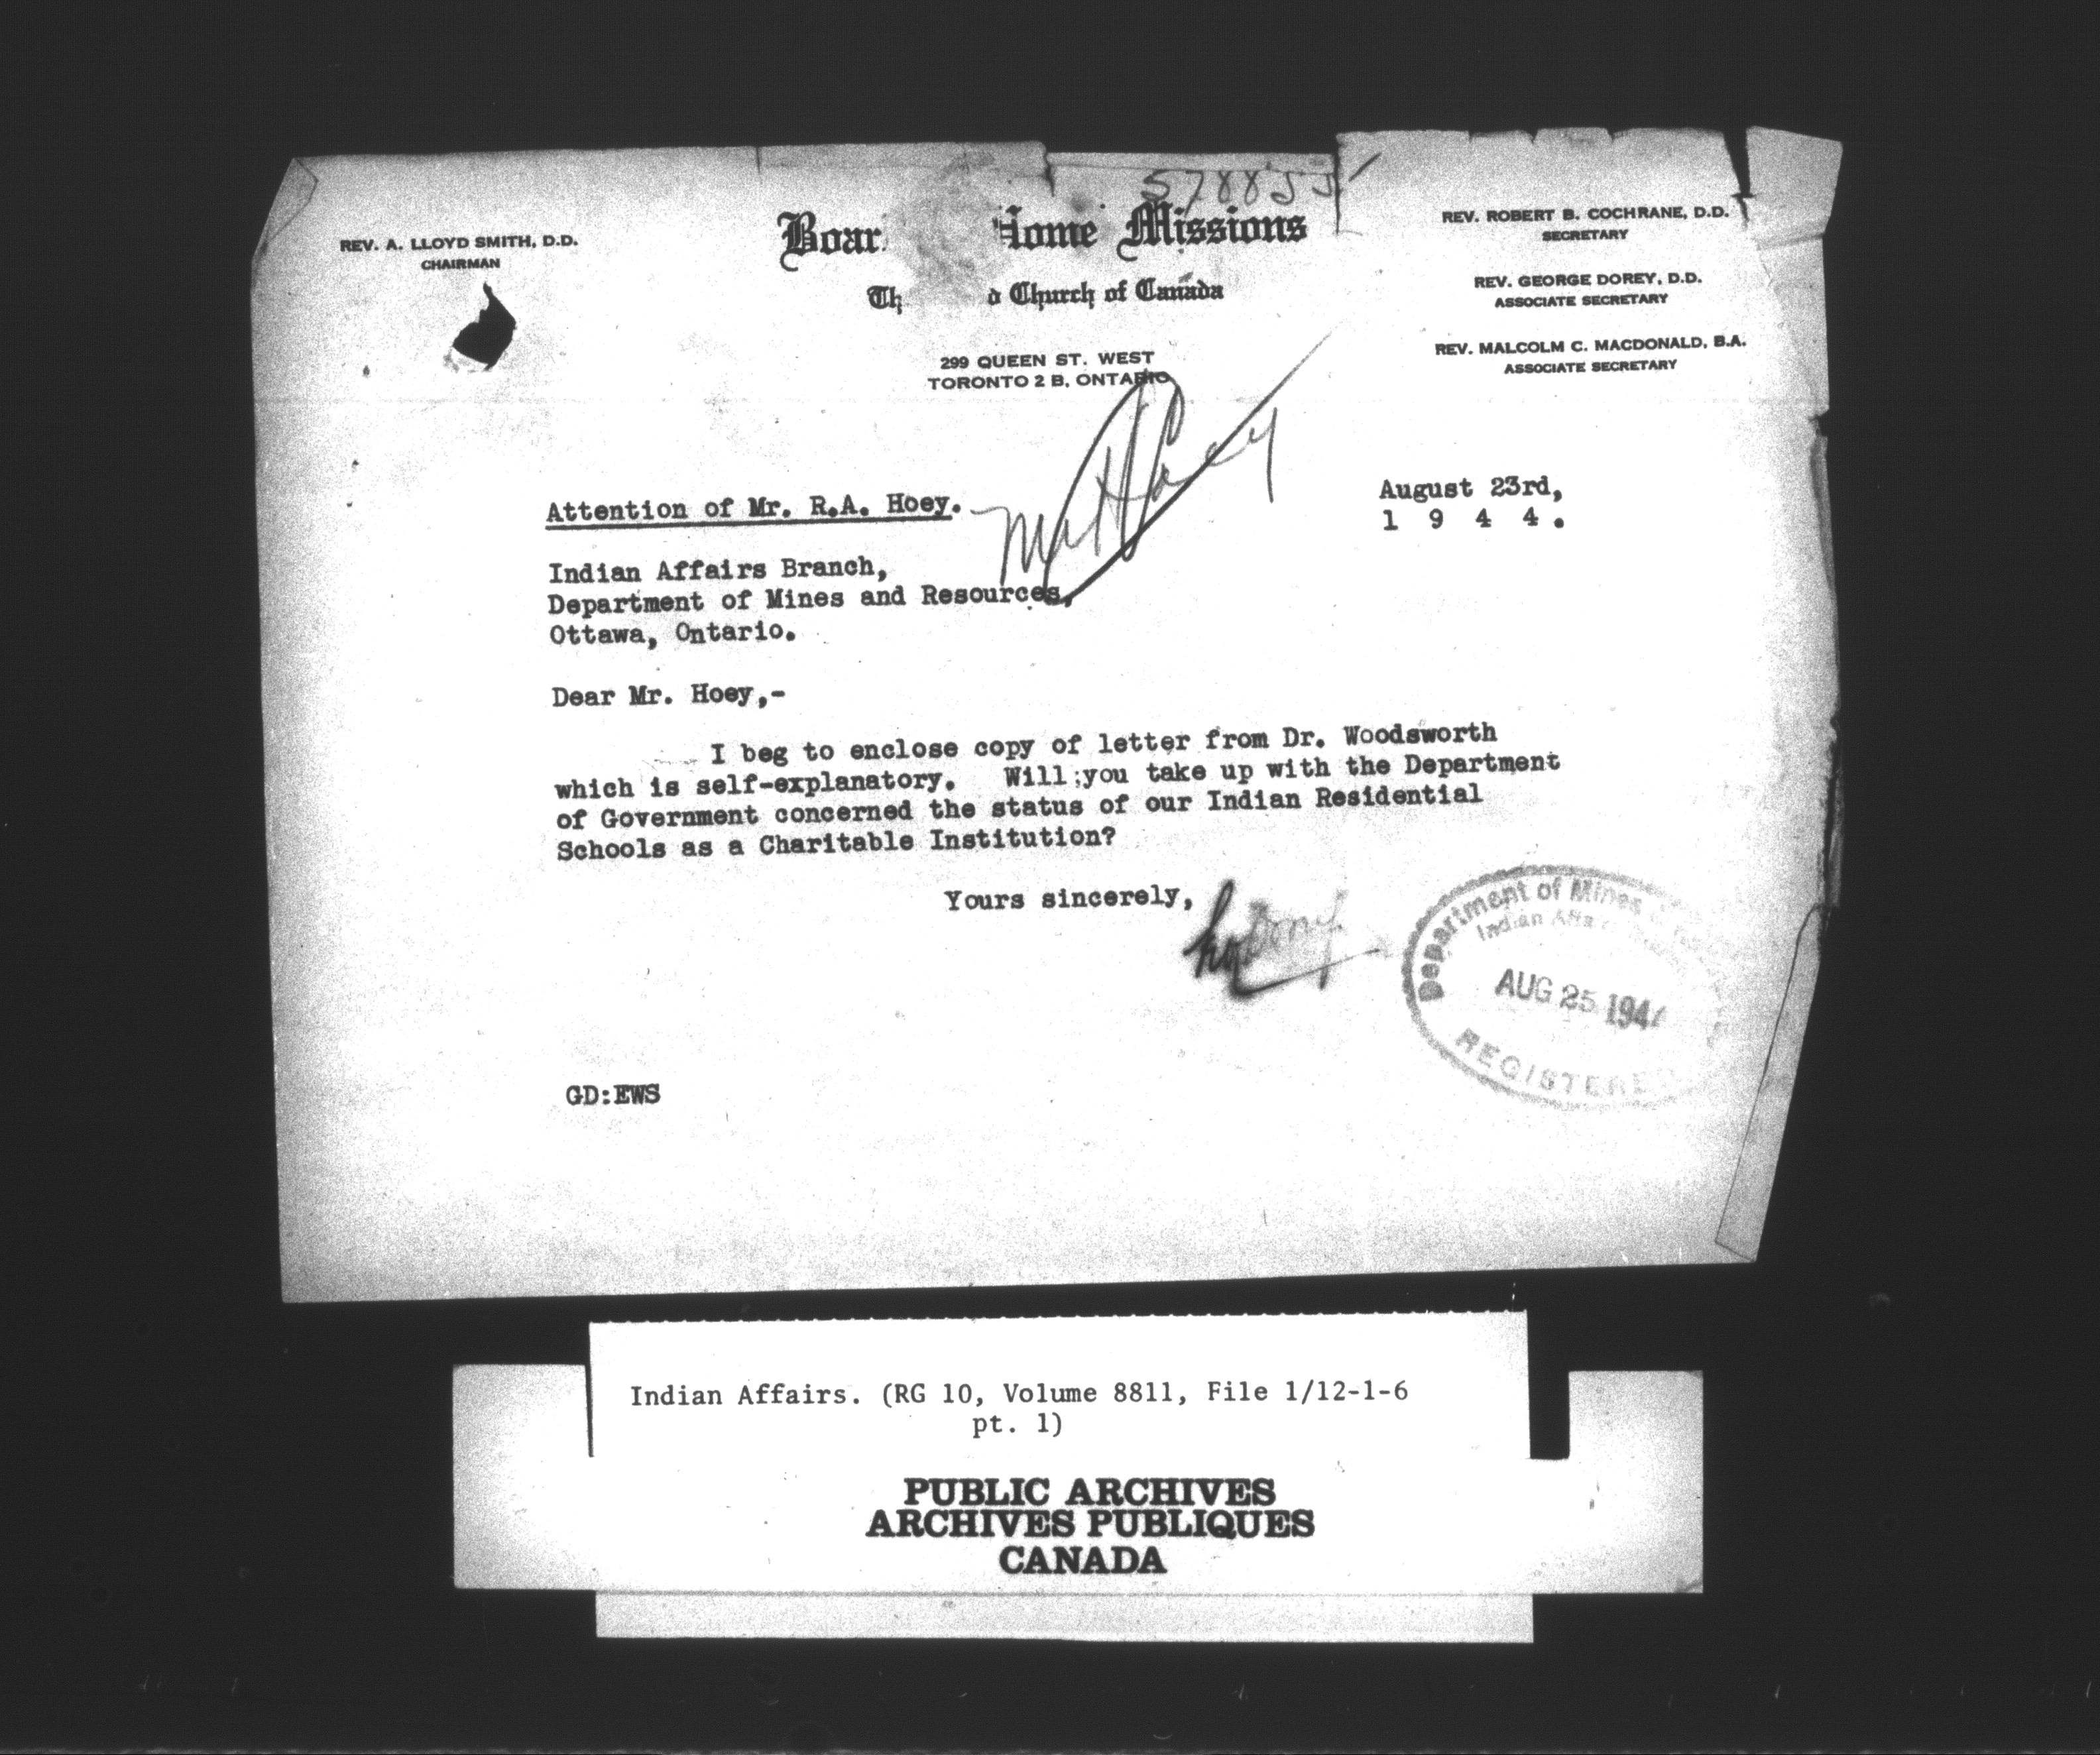 578855
Boar Home Missions
Th d Church of Canada
299 QUEEN ST. WEST
TORONTO 2 B, ONTARIO
REV. A. LLOYD SMITH, D.D.
CHAIRMAN
REV. ROBERT B. COCHRANE, D.D.
SECRETARY
REV. GEORGE DOREY, D.D.
ASSOCIATE SECRETARY
REV. MALCOLM C. MACDONALD, B.A.
ASSOCIATE SECRETARY
August 23rd,
1 9 4 4.
Attention of Mr. R.A. Hoey.
Mr Hoey
Indian Affairs Branch,
Department of Mines and Resources,
Ottawa, Ontario.
Dear Mr. Hoey,-
I beg to enclose copy of letter from Dr. Woodsworth
which is self-explanatory. Will you take up with the Department
of Government concerned the status of our Indian Residential
Schools as a Charitable Institution?
Yours sincerely,
Department of Mines
Indian Affa
AUG 25 194
REGISTERED
GD:EWS
Indian Affairs. (RG 10, Volume 8811, File 1/12-1-6
pt. 1)
PUBLIC ARCHIVES
ARCHIVES PUBLIQUES
CANADA